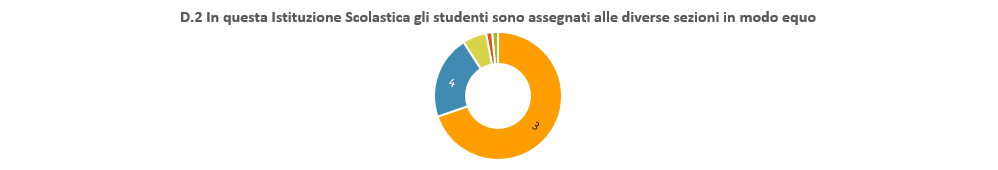 D.2 In questa Istituzione Scolastica gli studenti sono assegnati alle diverse sezioni in modo equo
4
3